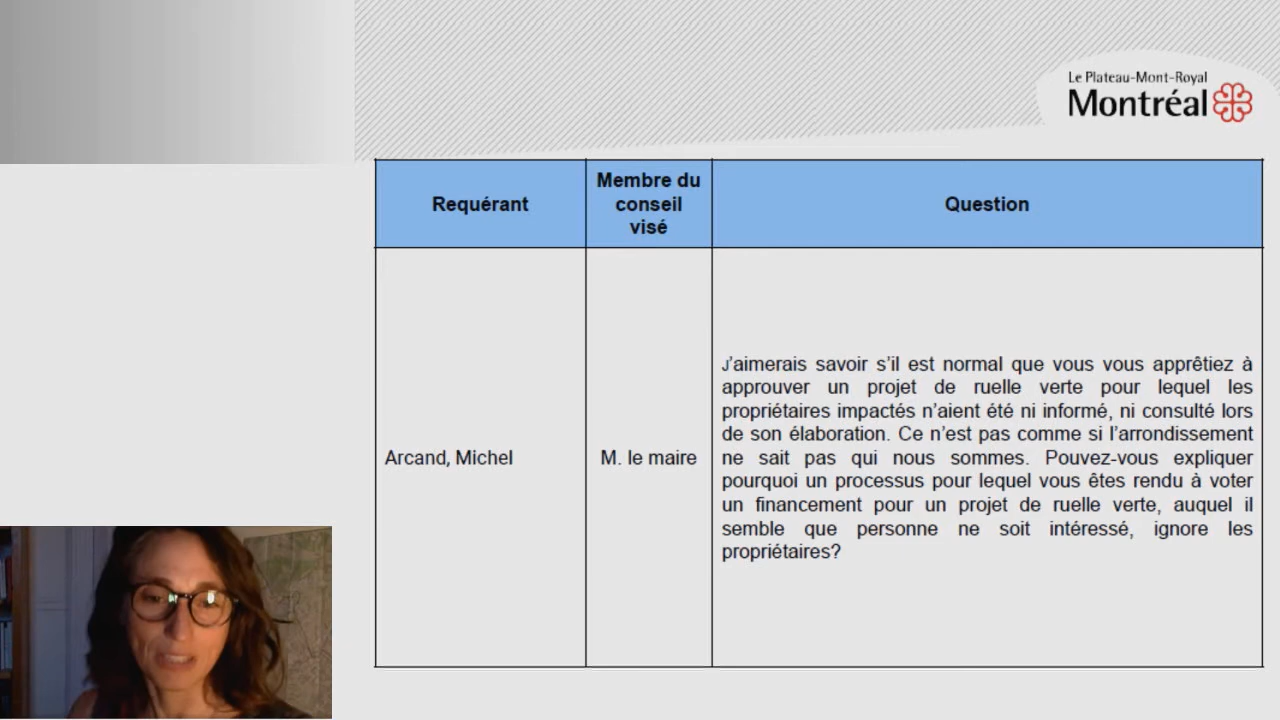 Le Plateau-Mont-Royal
Montréal
Requérant
Membre du
conseil
visé
Question
Arcand, Michel
M. le maire
J'aimerais savoir s'il est normal que vous vous apprêtiez à
approuver un projet de ruelle verte pour lequel les
propriétaires impactés n'aient été ni informé, ni consulté lors
de son élaboration. Ce n'est pas comme si l'arrondissement
ne sait pas qui nous sommes. Pouvez-vous expliquer
pourquoi un processus pour lequel vous êtes rendu à voter
un financement pour un projet de ruelle verte, auquel il
semble que personne ne soit intéressé, ignore les
propriétaires?